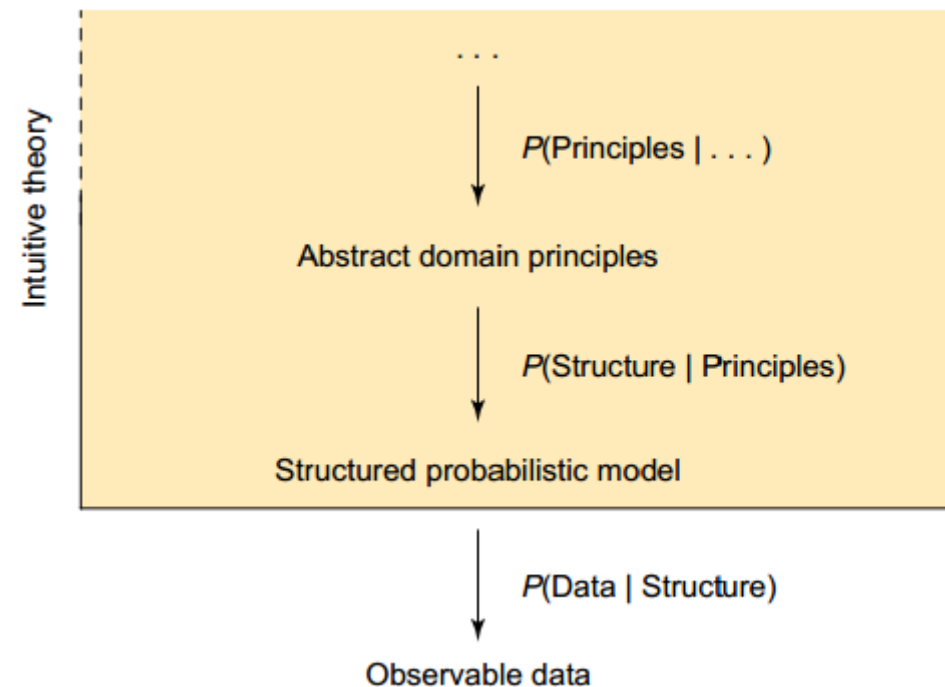 Intuitive theory
. . .
P(Principles | . . . )
Abstract domain principles
P(Structure | Principles)
Structured probabilistic model
P(Data | Structure)
Observable data